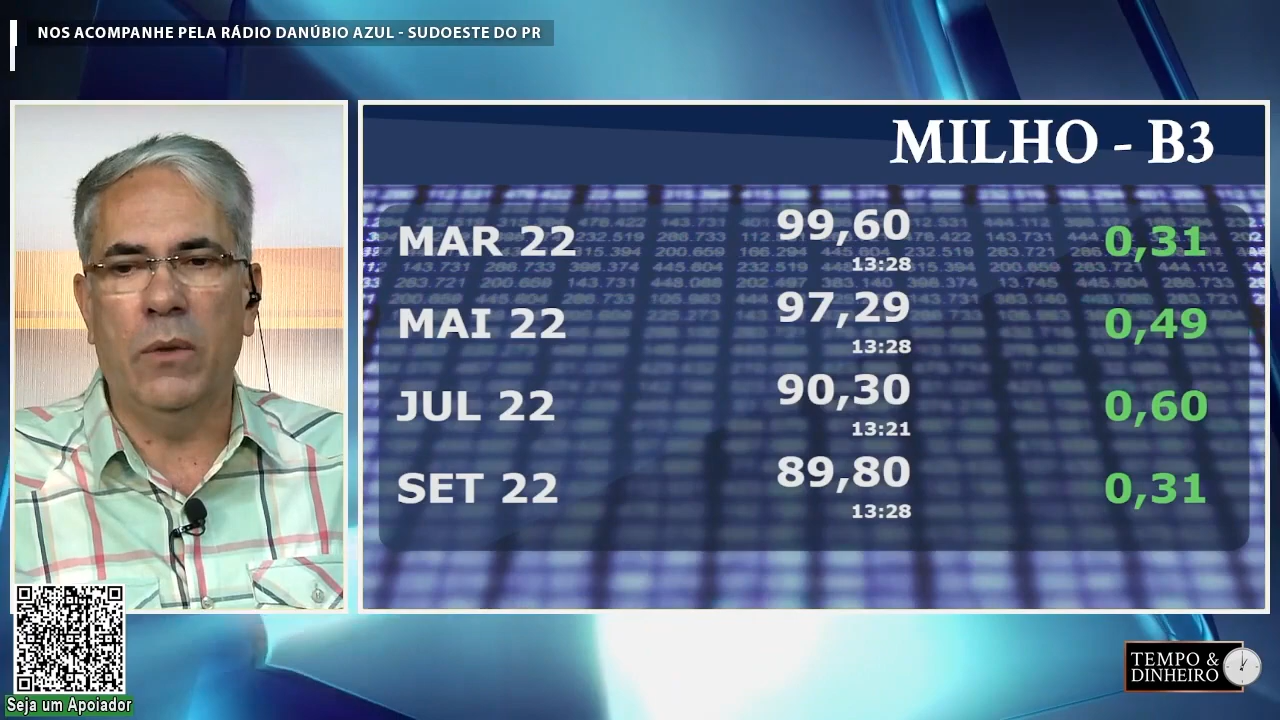 NOS ACOMPANHE PELA RÁDIO DANÚBIO AZUL - SUDOESTE DO PR
MILHO - B3
MAR 22 99,60 0,31
13:28
MAI 22 97,29 0,49
13:28
JUL 22 90,30 0,60
13:21
SET 22 89,80 0,31
13:28
Seja um Apoiador
TEMPO &
DINHEIRO